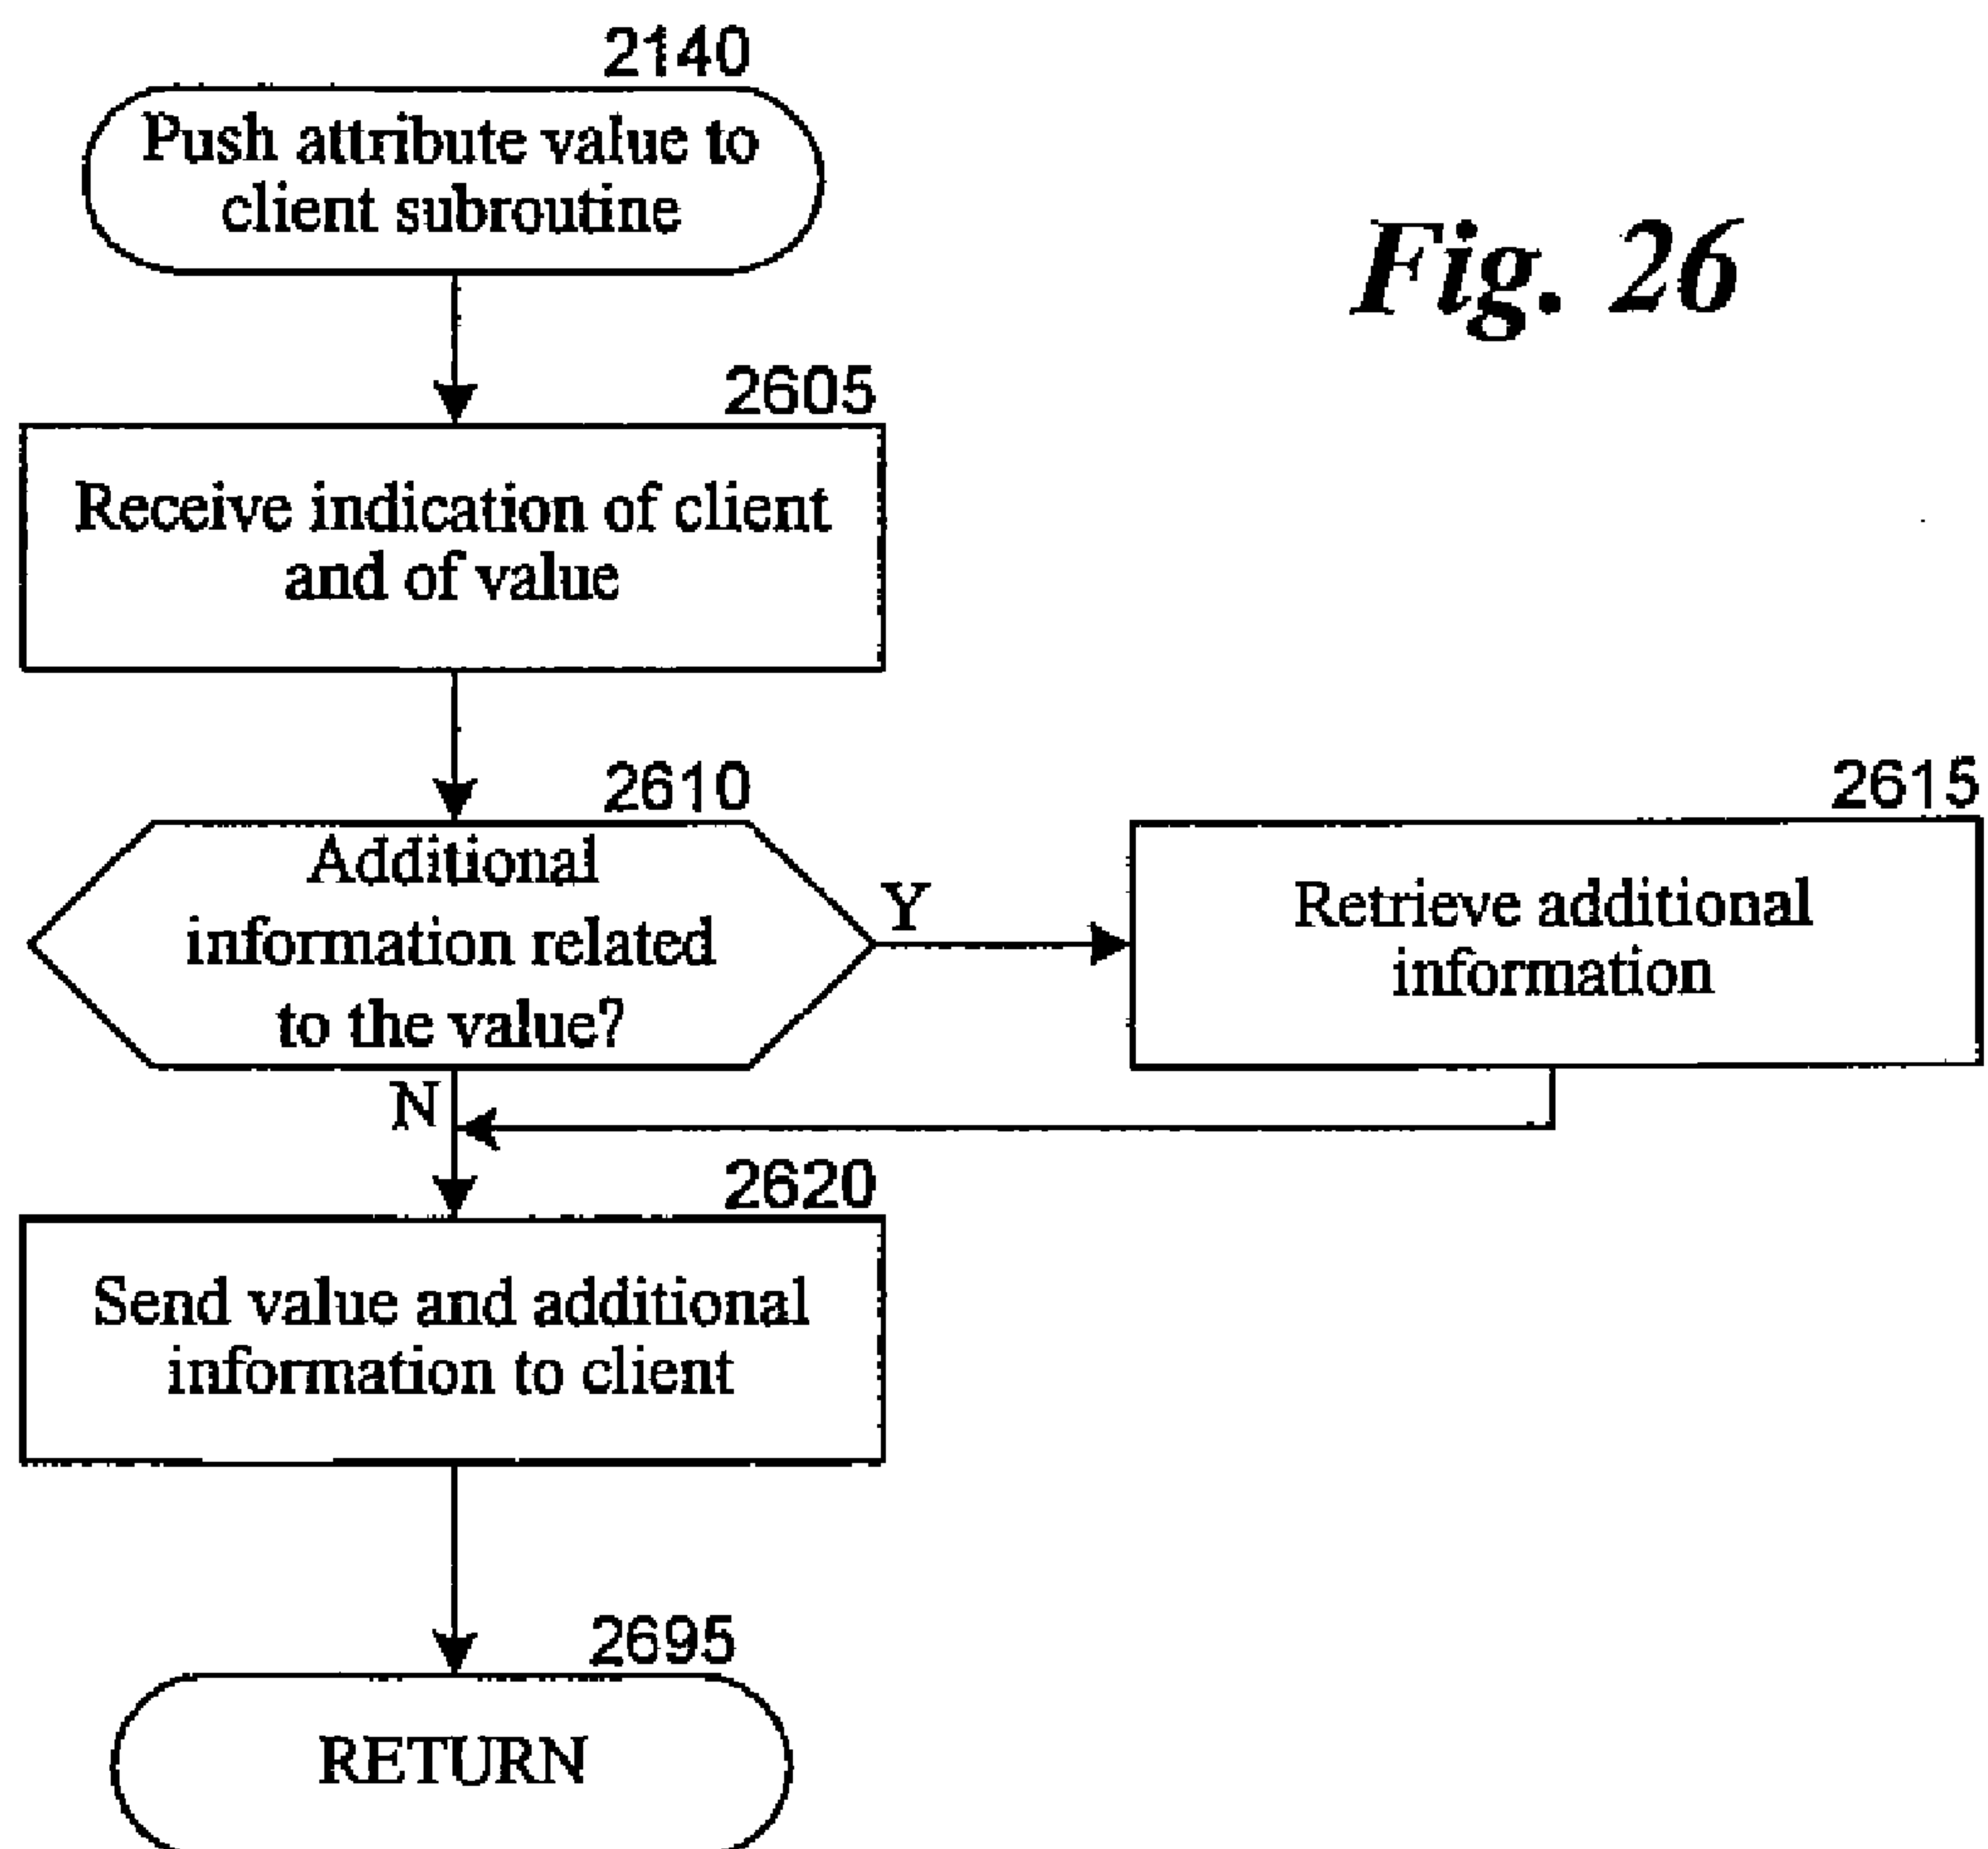 2140
Push attribute value to
client subroutine
Fig. 26
2605
Receive indication of client
and of value
2610
Additional
information related
to the value?
Y
2615
Retrieve additional
information
N
2620
Send value and additional
information to client
2695
RETURN